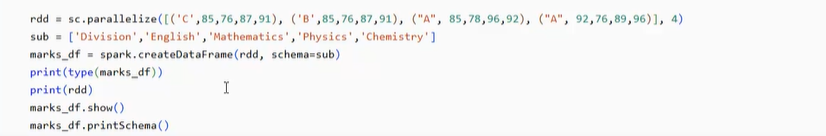 rdd = sc.parallelize([('C',85,76,87,91), ('B',85,76,87,91), ("A", 85,78,96,92), ("A", 92,76,89,96)], 4)
sub = ['Division','English','Mathematics','Physics','Chemistry']
marks_df = spark.createDataFrame(rdd, schema=sub)
print(type(marks_df))
print(rdd)
marks_df.show()
marks_df.printSchema()